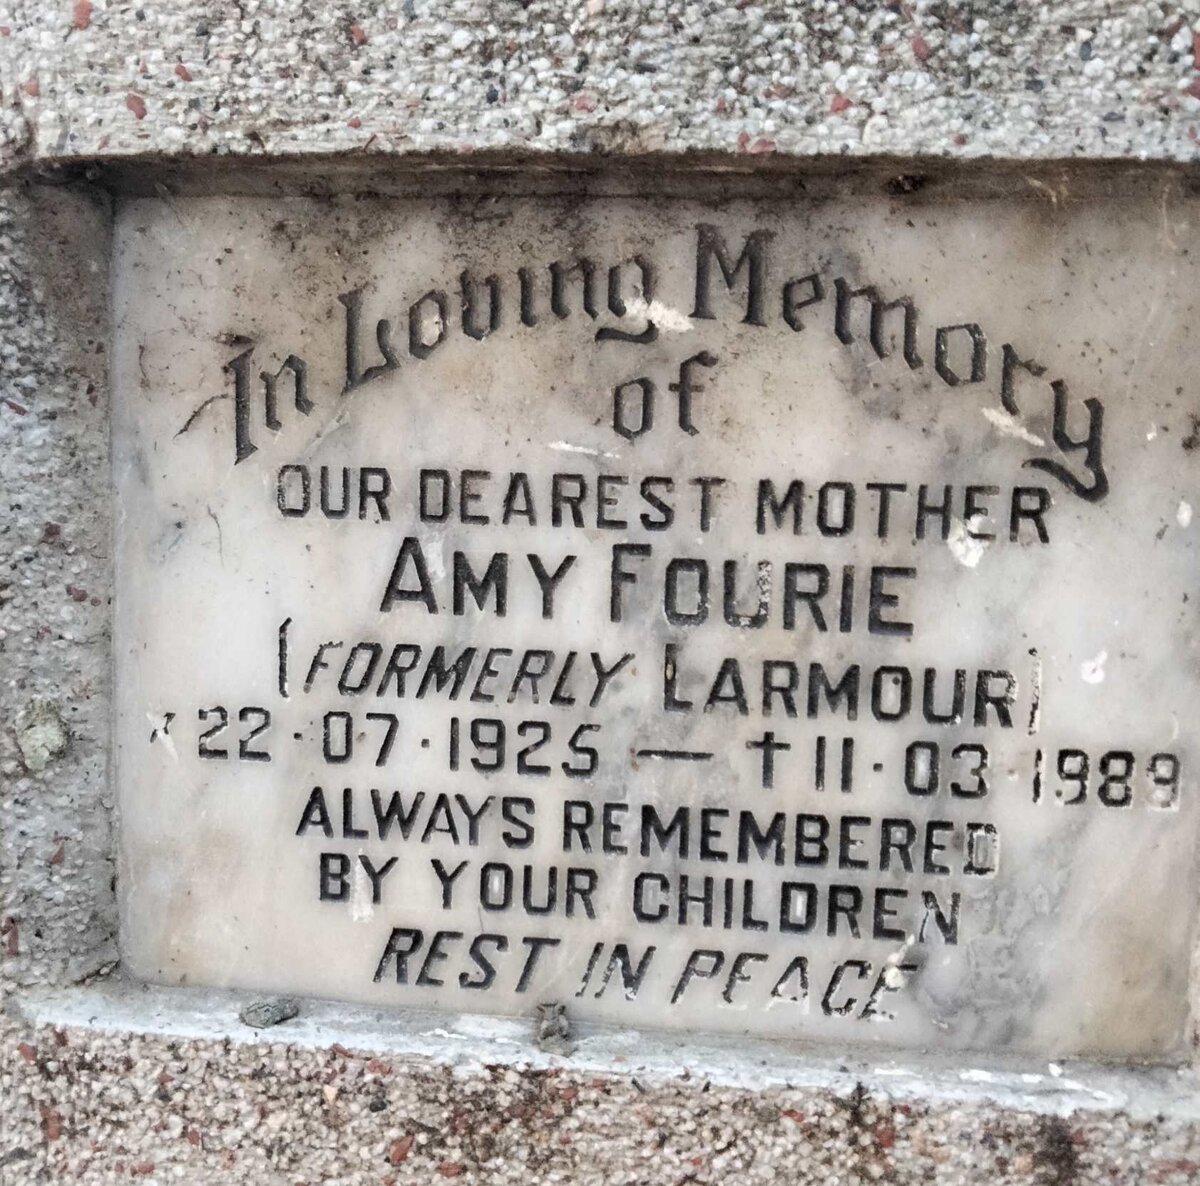 In Loving Memory
of
OUR DEAREST MOTHER
AMY FOURIE
(FORMERLY LARMOUR)
* 22·07·1925 — † 11·03·1989
ALWAYS REMEMBERED
BY YOUR CHILDREN
REST IN PEACE